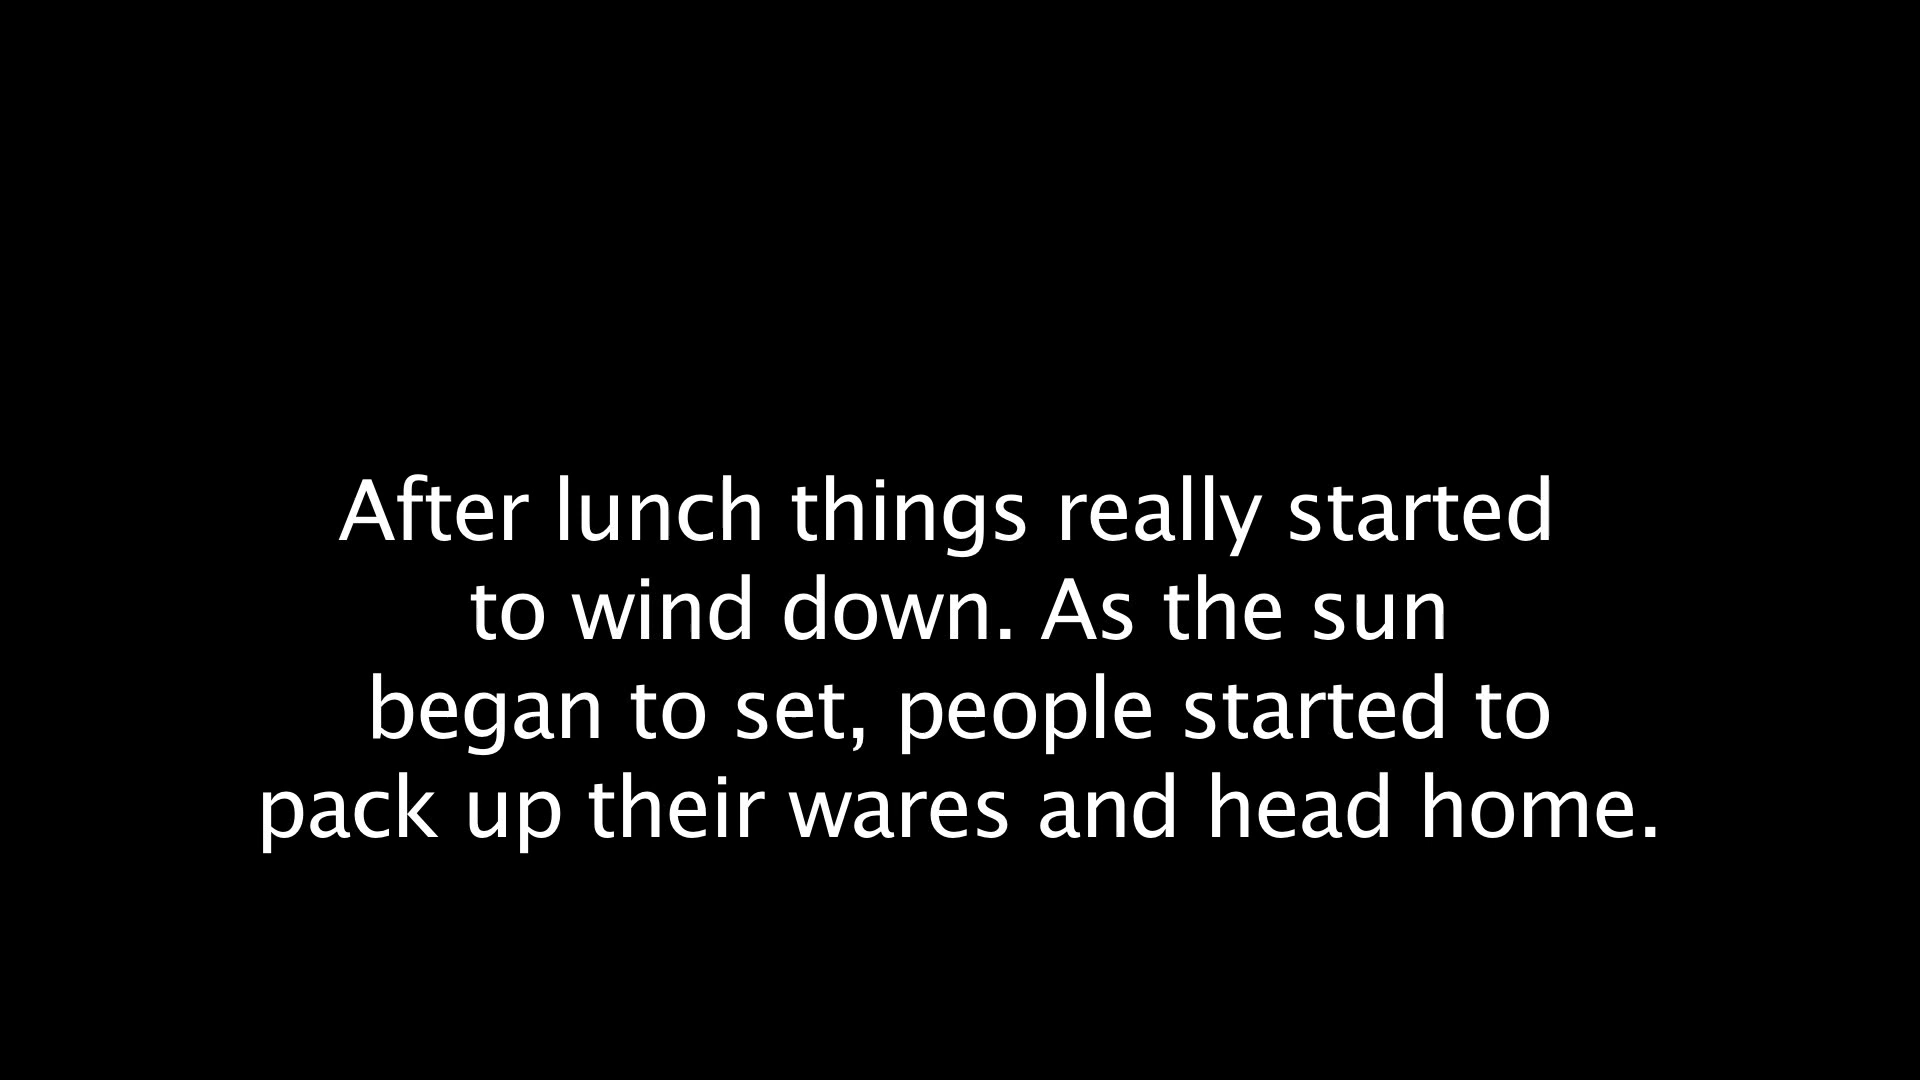 After lunch things really started
to wind down. As the sun
began to set, people started to
pack up their wares and head home.